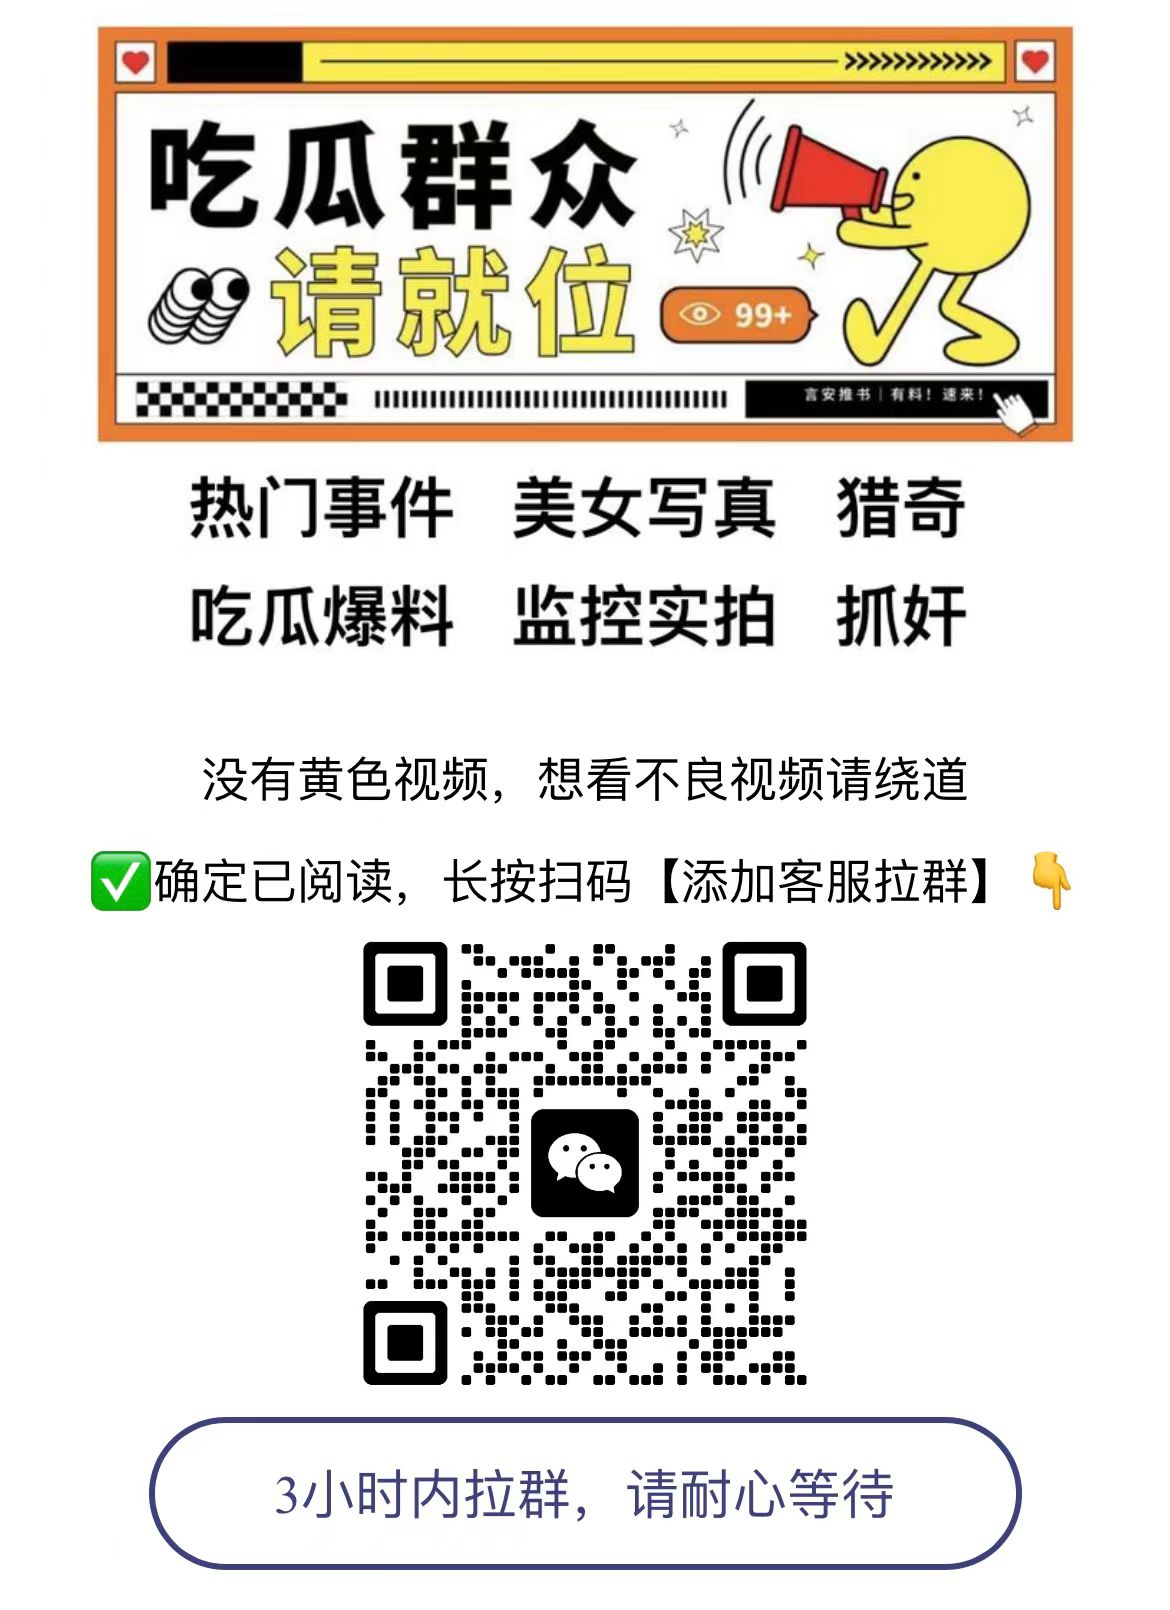 吃瓜群众
请就位
99+
言安推书｜有料！速来！
热门事件 美女写真 猎奇
吃瓜爆料 监控实拍 抓奸
没有黄色视频，想看不良视频请绕道
✅确定已阅读，长按扫码【添加客服拉群】👇
3小时内拉群，请耐心等待